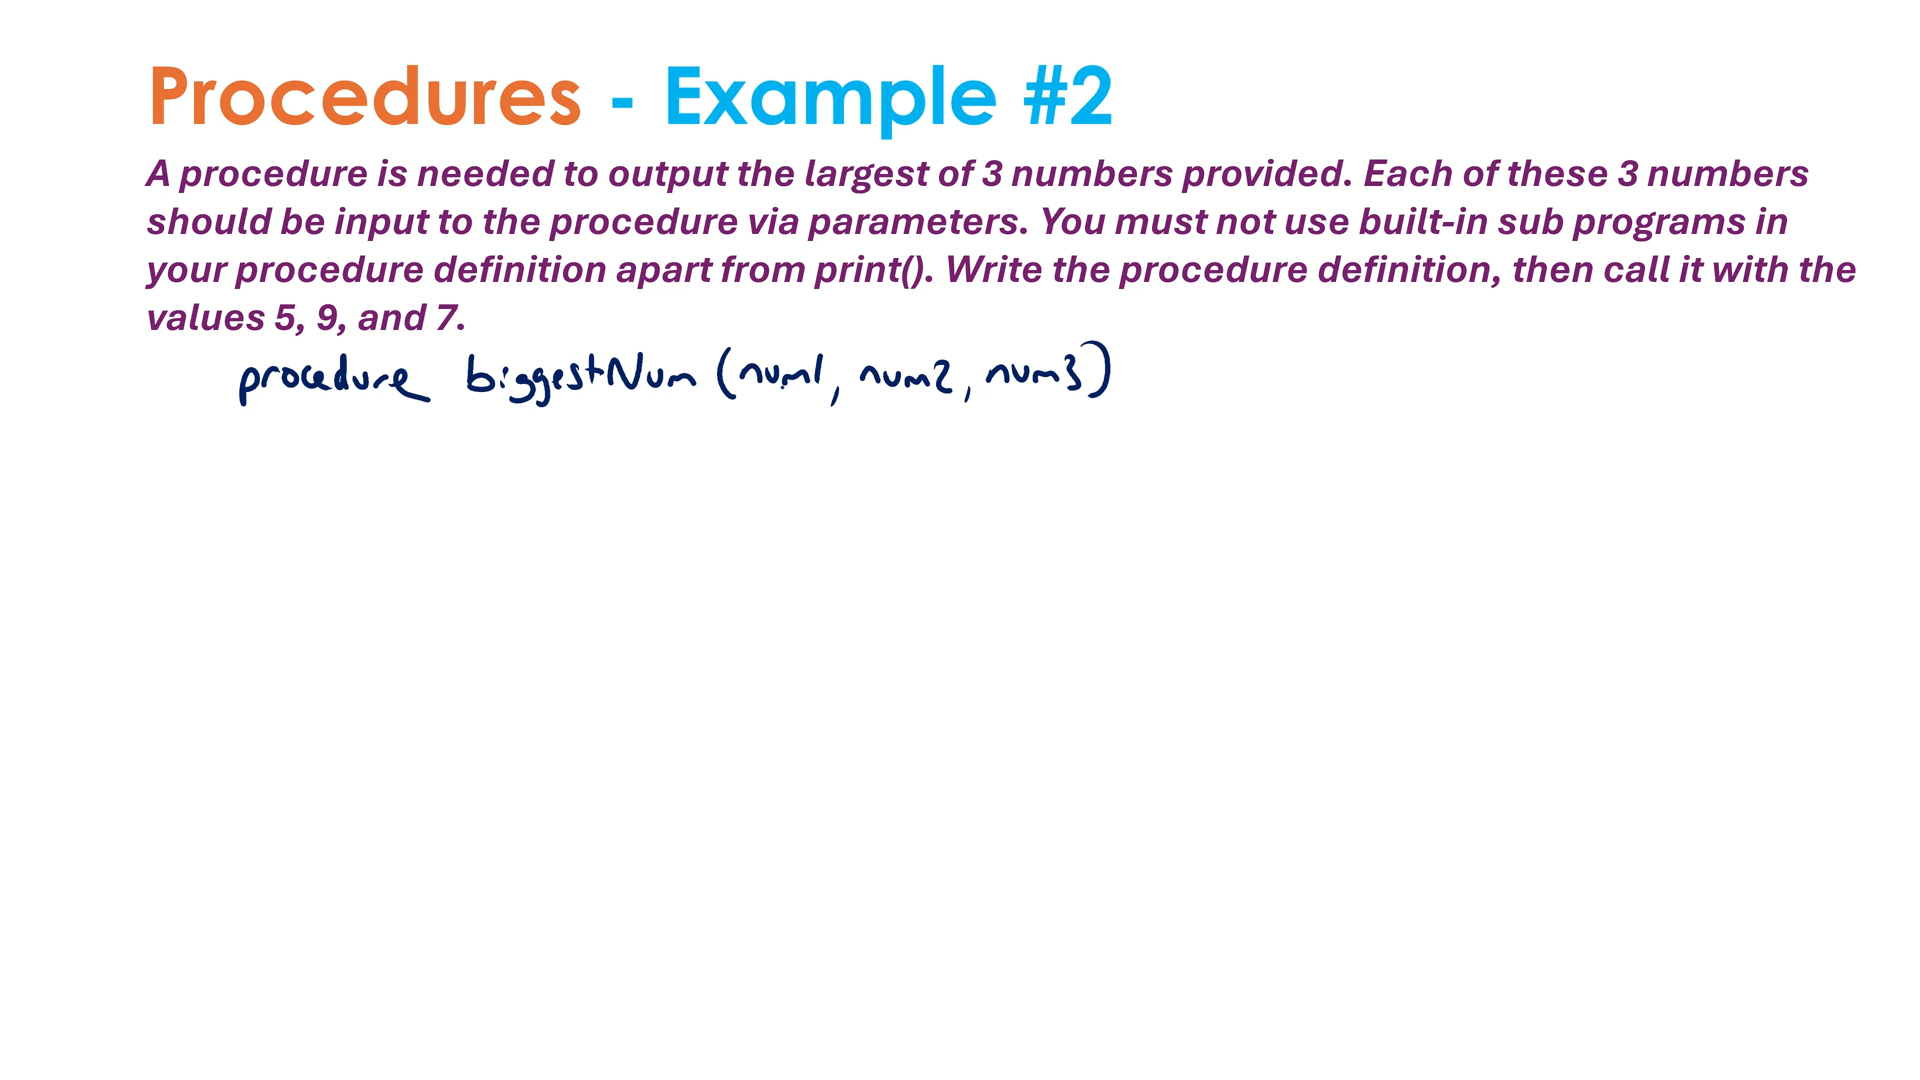 Procedures - Example #2
A procedure is needed to output the largest of 3 numbers provided. Each of these 3 numbers
should be input to the procedure via parameters. You must not use built-in sub programs in
your procedure definition apart from print(). Write the procedure definition, then call it with the
values 5, 9, and 7.
procedure biggestNum (num1, num2, num3)